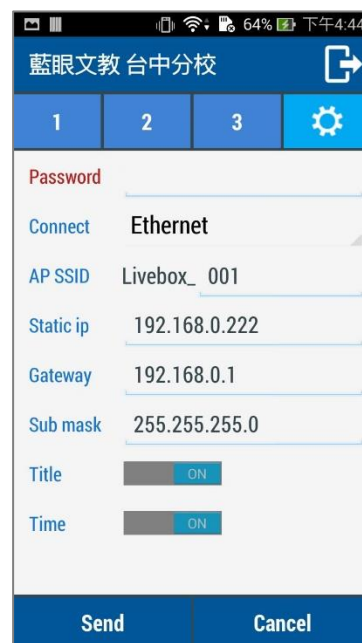 64% 下午4:44
藍眼文教 台中分校
1 2 3
Password
Connect Ethernet
AP SSID Livebox_ 001
Static ip 192.168.0.222
Gateway 192.168.0.1
Sub mask 255.255.255.0
Title ON
Time ON
Send Cancel